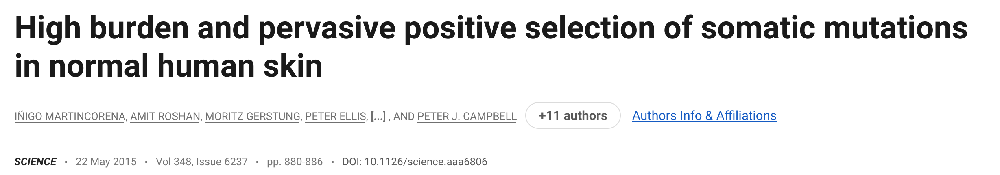 High burden and pervasive positive selection of somatic mutations
in normal human skin
IÑIGO MARTINCORENA, AMIT ROSHAN, MORITZ GERSTUNG, PETER ELLIS, [...] , AND PETER J. CAMPBELL +11 authors Authors Info & Affiliations
SCIENCE • 22 May 2015 • Vol 348, Issue 6237 • pp. 880-886 • DOI: 10.1126/science.aaa6806